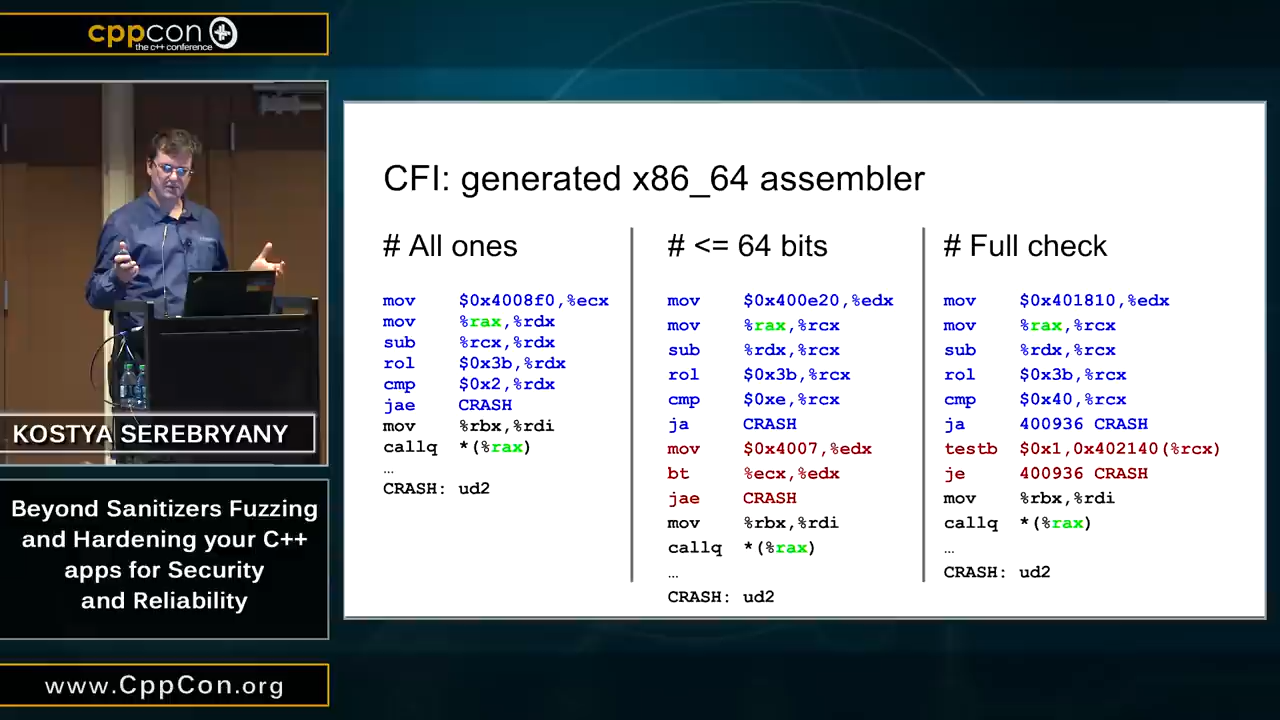 cppcon
the c++ conference
KOSTYA SEREBRYANY
Beyond Sanitizers Fuzzing
and Hardening your C++
apps for Security
and Reliability
www.CppCon.org
CFI: generated x86_64 assembler
# All ones
mov $0x4008f0,%ecx
mov %rax,%rdx
sub %rcx,%rdx
rol $0x3b,%rdx
cmp $0x2,%rdx
jae CRASH
mov %rbx,%rdi
callq *(%rax)
…
CRASH: ud2
# <= 64 bits
mov $0x400e20,%edx
mov %rax,%rcx
sub %rdx,%rcx
rol $0x3b,%rcx
cmp $0xe,%rcx
ja CRASH
mov $0x4007,%edx
bt %ecx,%edx
jae CRASH
mov %rbx,%rdi
callq *(%rax)
…
CRASH: ud2
# Full check
mov $0x401810,%edx
mov %rax,%rcx
sub %rdx,%rcx
rol $0x3b,%rcx
cmp $0x40,%rcx
ja 400936 CRASH
testb $0x1,0x402140(%rcx)
je 400936 CRASH
mov %rbx,%rdi
callq *(%rax)
…
CRASH: ud2